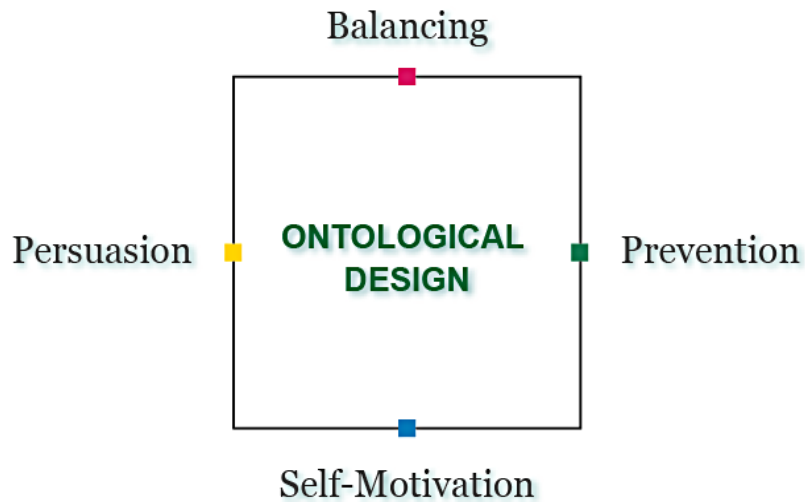 Balancing
Persuasion
ONTOLOGICAL
DESIGN
Prevention
Self-Motivation